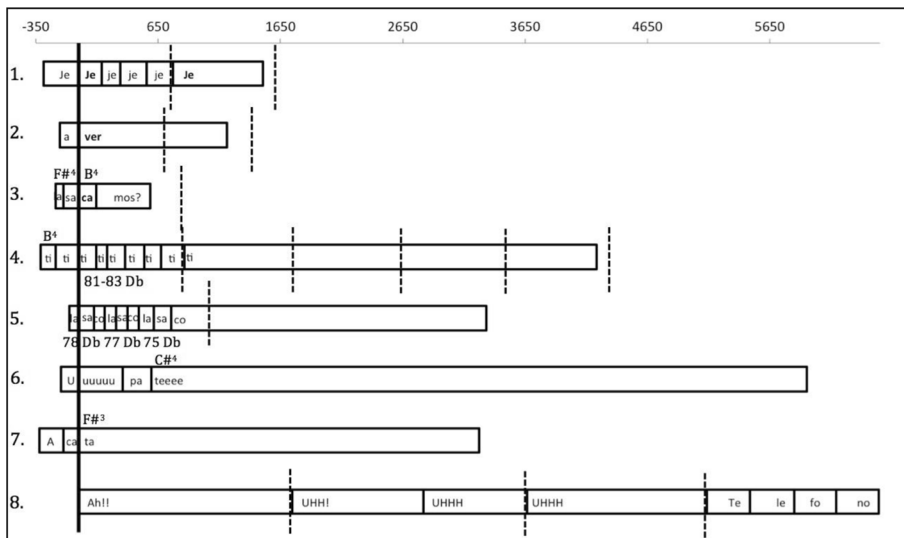 -350 650 1650 2650 3650 4650 5650
1. Je Je je je je Je
2. a ver
F#⁴ B⁴
3. la sa ca mos?
B⁴
4. ti ti ti ti ti ti ti ti ti
81-83 Db
5. la sa co la sa co la sa co
78 Db 77 Db 75 Db
C#⁴
6. U uuuuu pa teeee
F#³
7. A ca ta
8. Ah!! UHH! UHHH UHHH Te le fo no